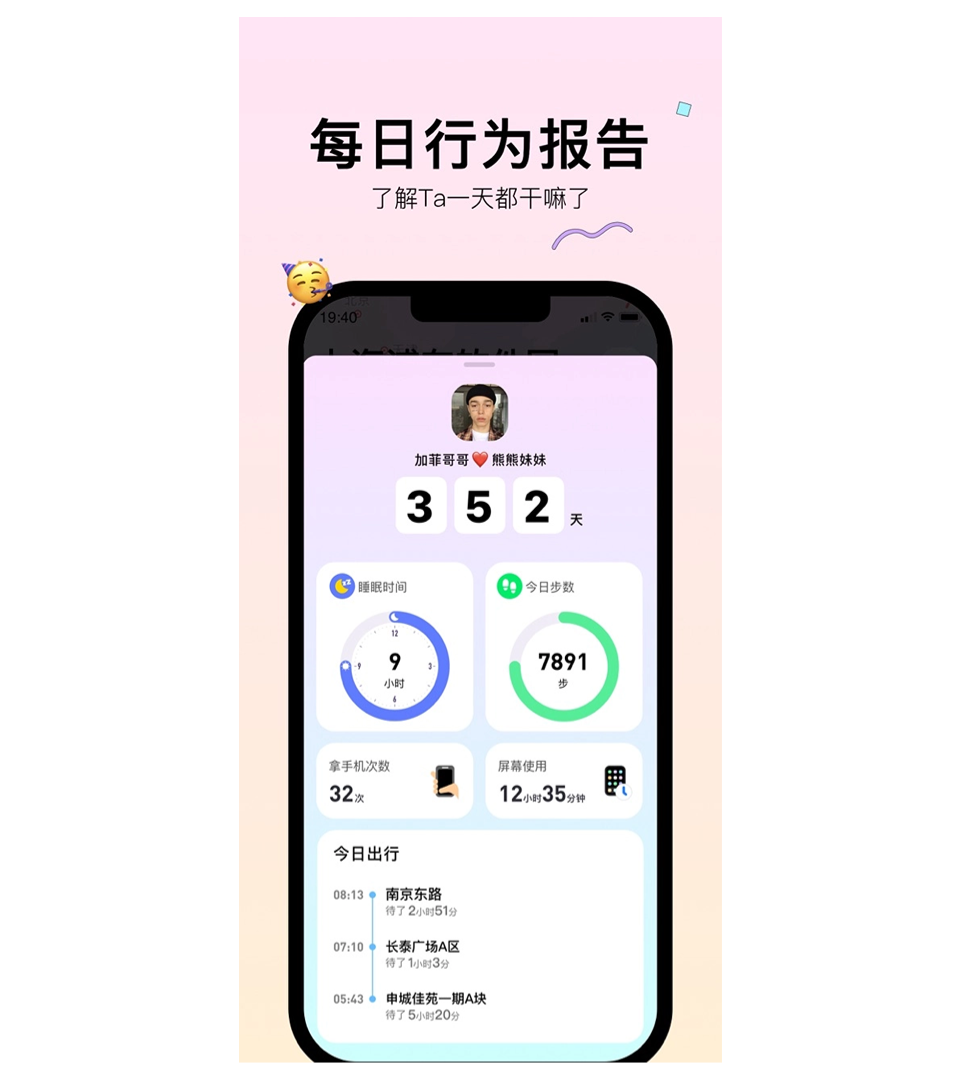 每日行为报告
了解Ta一天都干嘛了
19:40
加菲哥哥❤️熊熊妹妹
352天
睡眠时间
12
9
3
6
9
小时
今日步数
7891
步
拿手机次数
32次
屏幕使用
12小时35分钟
今日出行
08:13 南京东路
待了2小时51分
07:10 长泰广场A区
待了1小时3分
05:43 申城佳苑一期A块
待了5小时20分